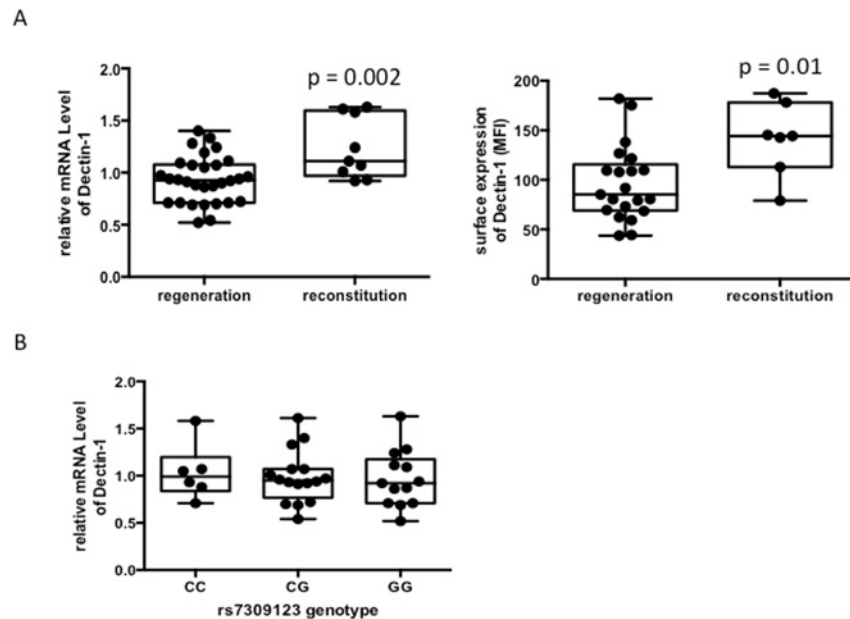 A
p = 0.002
relative mRNA Level
of Dectin-1
2.0
1.5
1.0
0.5
0.0
regeneration
reconstitution
p = 0.01
surface expression
of Dectin-1 (MFI)
200
150
100
50
0
regeneration
reconstitution
B
relative mRNA Level
of Dectin-1
2.0
1.5
1.0
0.5
0.0
CC
CG
GG
rs7309123 genotype